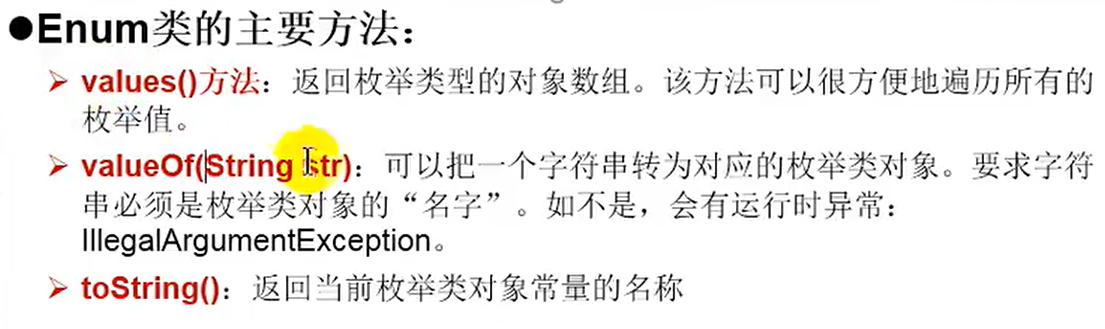 ●Enum类的主要方法：
➢ values()方法：返回枚举类型的对象数组。该方法可以很方便地遍历所有的
枚举值。
➢ valueOf(String str)：可以把一个字符串转为对应的枚举类对象。要求字符
串必须是枚举类对象的“名字”。如不是，会有运行时异常：
IllegalArgumentException。
➢ toString()：返回当前枚举类对象常量的名称